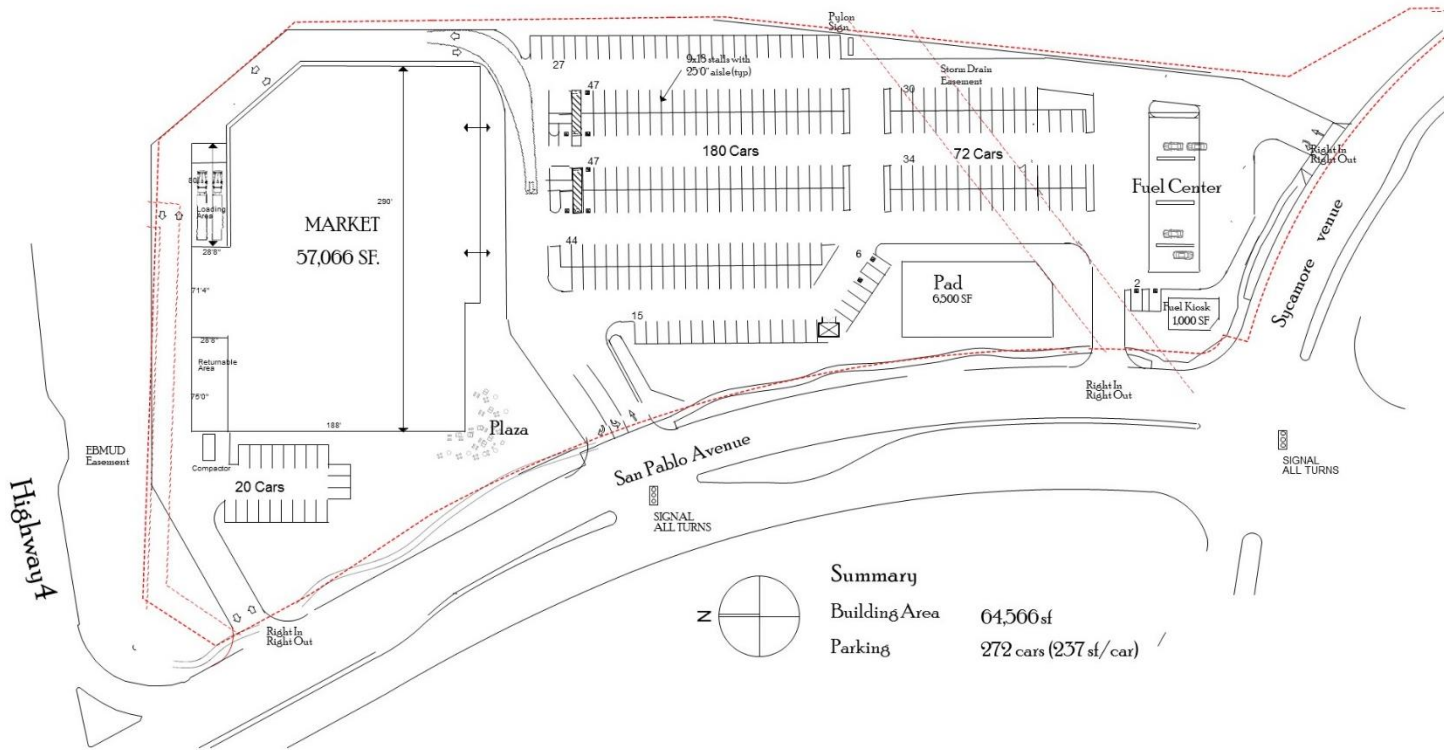 Pylon
Sign
27
9x18 stalls with
25'0" aisle (typ)
Storm Drain
Easement
47
30
180 Cars
72 Cars
47
34
Right In
Right Out
Fuel Center
Loading
Area
28'8"
290'
MARKET
57,066 SF.
44
6
Pad
6,500 SF
2
Fuel Kiosk
1,000 SF
Sycamore venue
71'4"
28'8"
Returnable
Area
75'0"
15
Right In
Right Out
188'
Plaza
EBMUD
Easement
Compactor
20 Cars
San Pablo Avenue
SIGNAL
ALL TURNS
SIGNAL
ALL TURNS
Highway 4
Right In
Right Out
N
Summary
Building Area 64,566 sf
Parking 272 cars (237 sf/car)